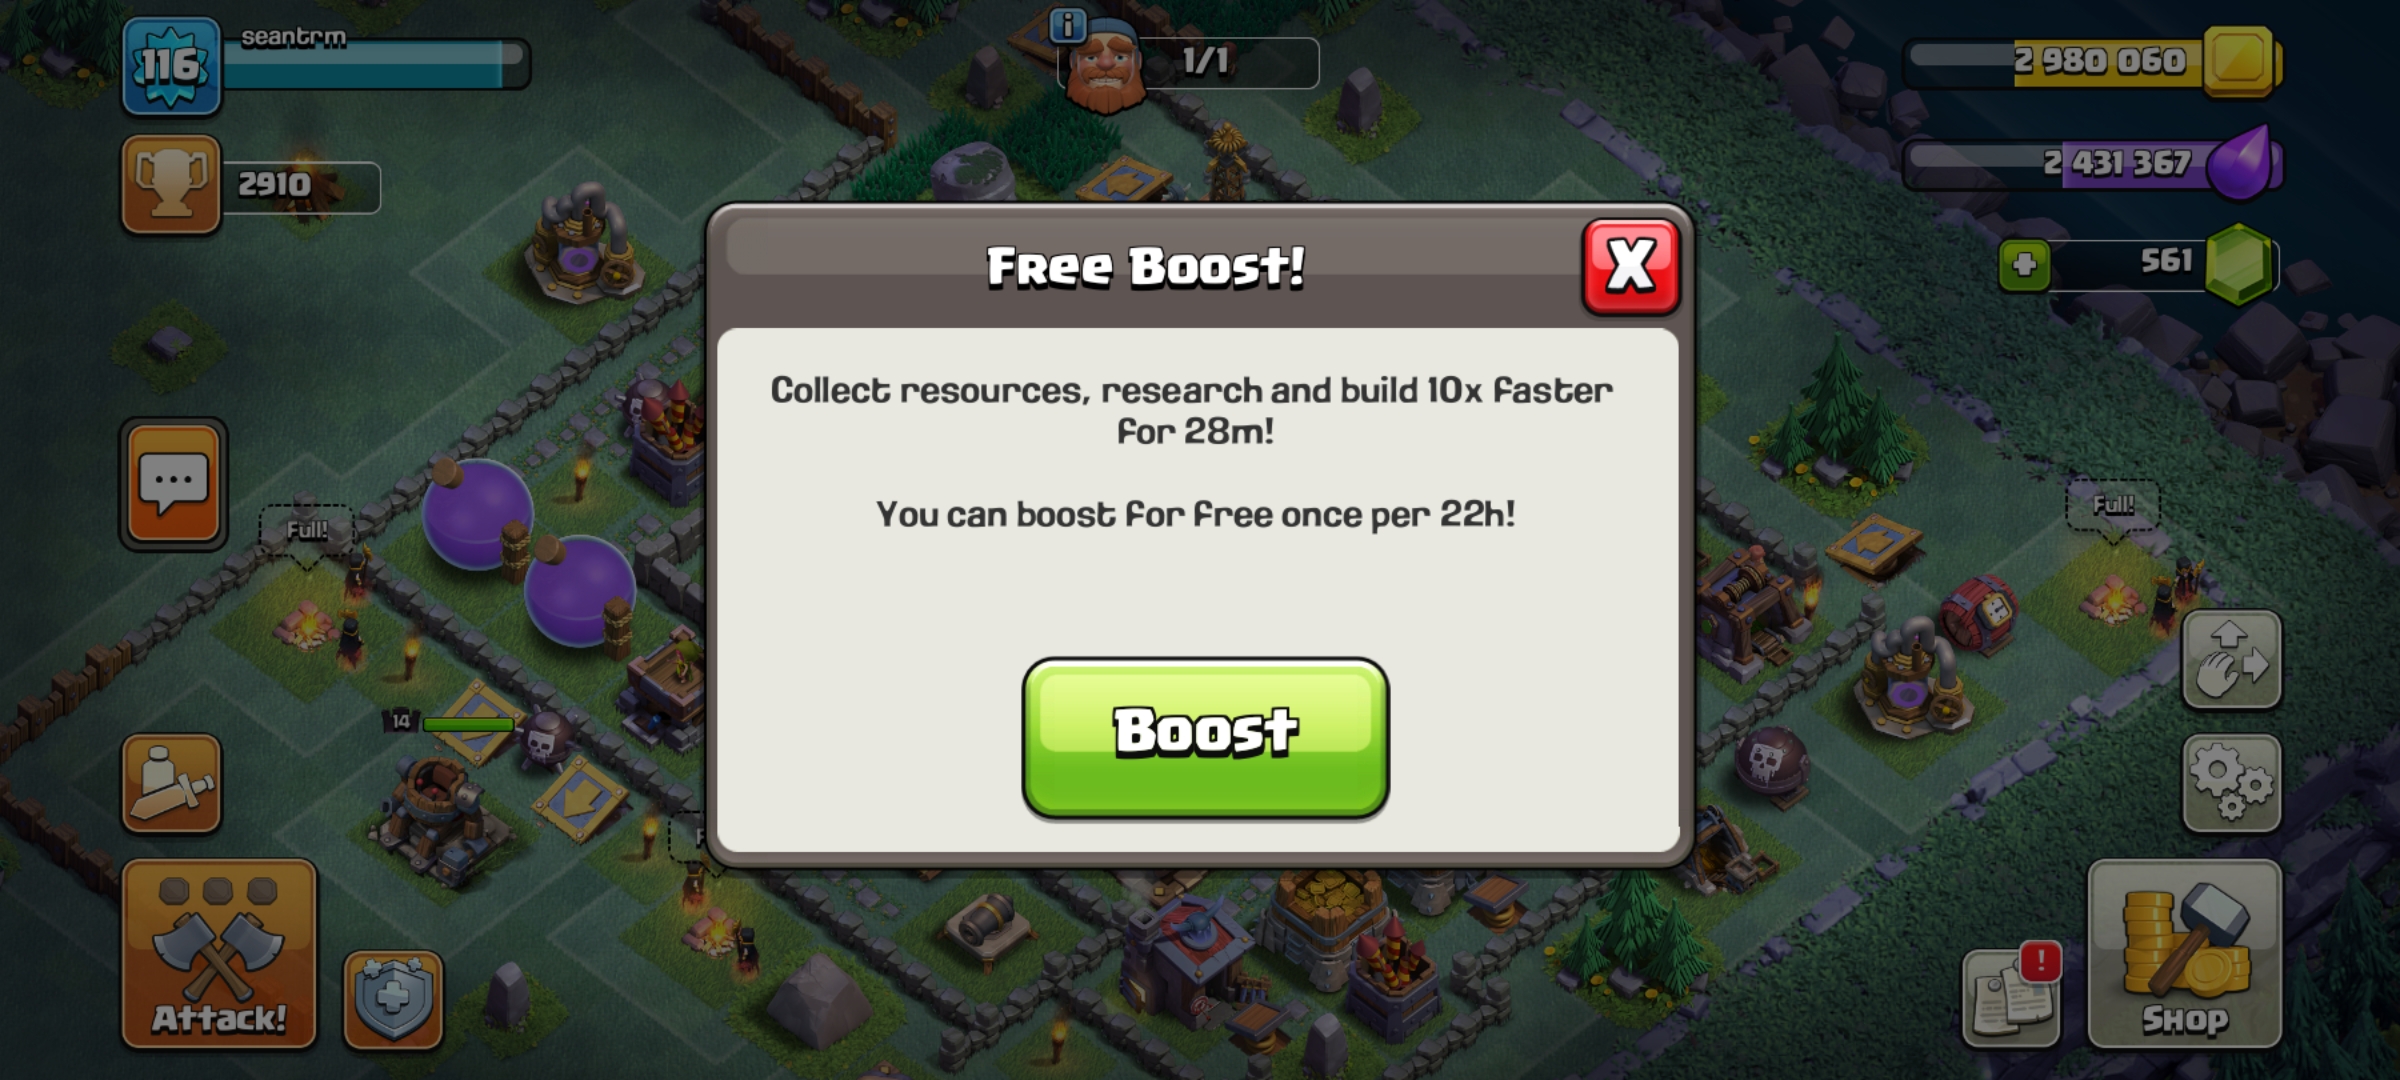 116
seantrm
1/1
2 980 060
2910
2 431 367
561
Free Boost!
X
Collect resources, research and build 10x faster
for 28m!
You can boost for free once per 22h!
Full!
Full!
14
Boost
Attack!
!
Shop